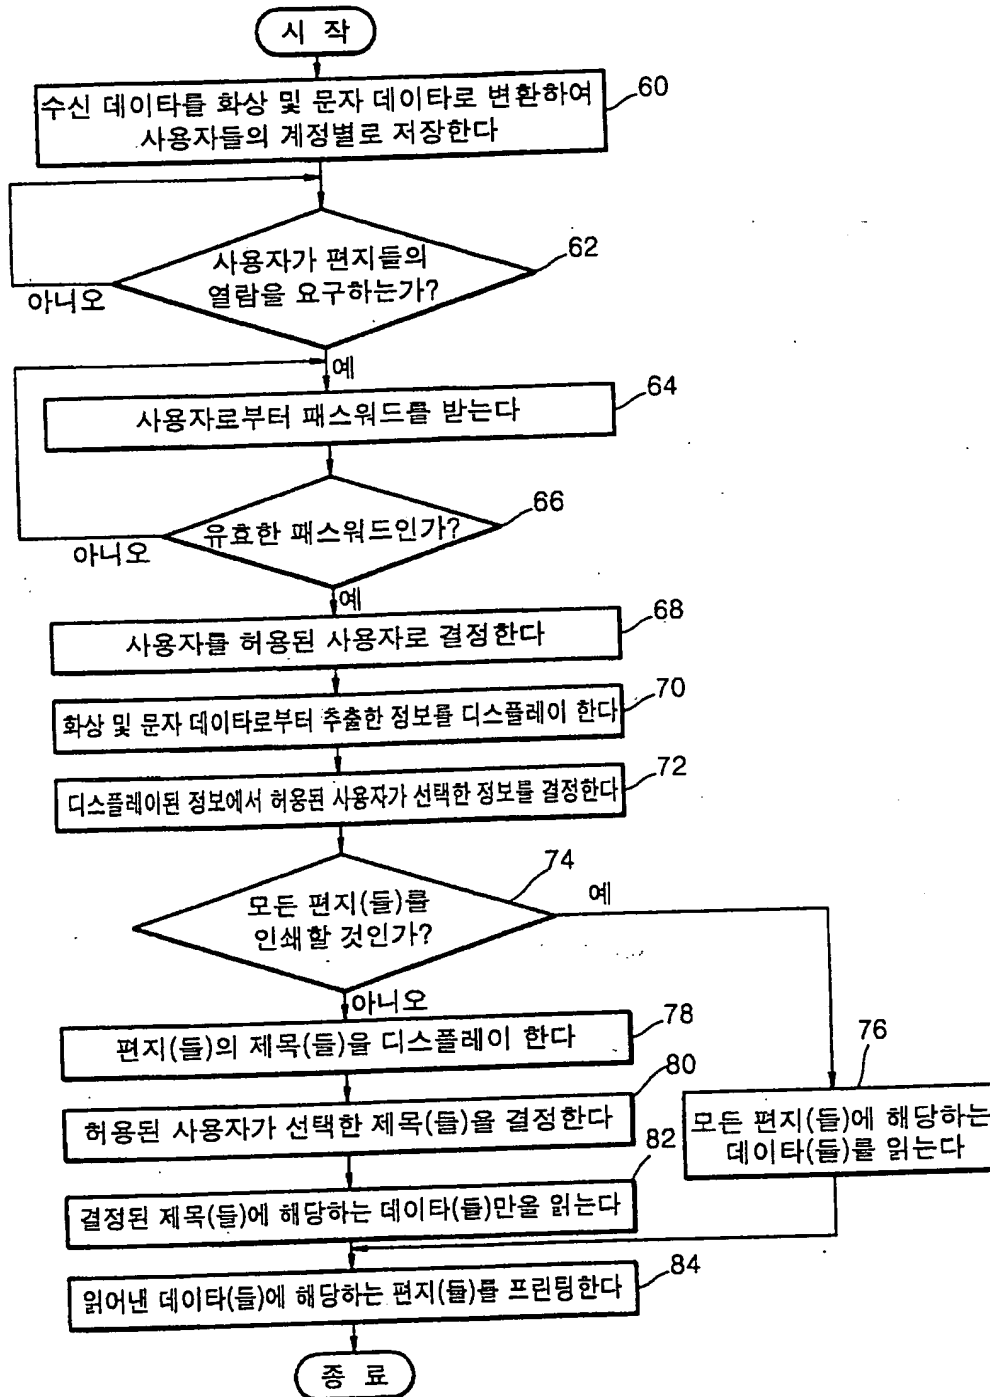 시 작
수신 데이타를 화상 및 문자 데이타로 변환하여
사용자들의 계정별로 저장한다
60
사용자가 편지들의
열람을 요구하는가?
62
아니오
예
사용자로부터 패스워드를 받는다
64
유효한 패스워드인가?
66
아니오
예
사용자를 허용된 사용자로 결정한다
68
화상 및 문자 데이타로부터 추출한 정보를 디스플레이 한다
70
디스플레이된 정보에서 허용된 사용자가 선택한 정보를 결정한다
72
모든 편지(들)를
인쇄할 것인가?
74
예
아니오
편지(들)의 제목(들)을 디스플레이 한다
78
허용된 사용자가 선택한 제목(들)을 결정한다
80
모든 편지(들)에 해당하는
데이타(들)를 읽는다
76
결정된 제목(들)에 해당하는 데이타(들)만을 읽는다
82
읽어낸 데이타(들)에 해당하는 편지(들)를 프린팅한다
84
종 료